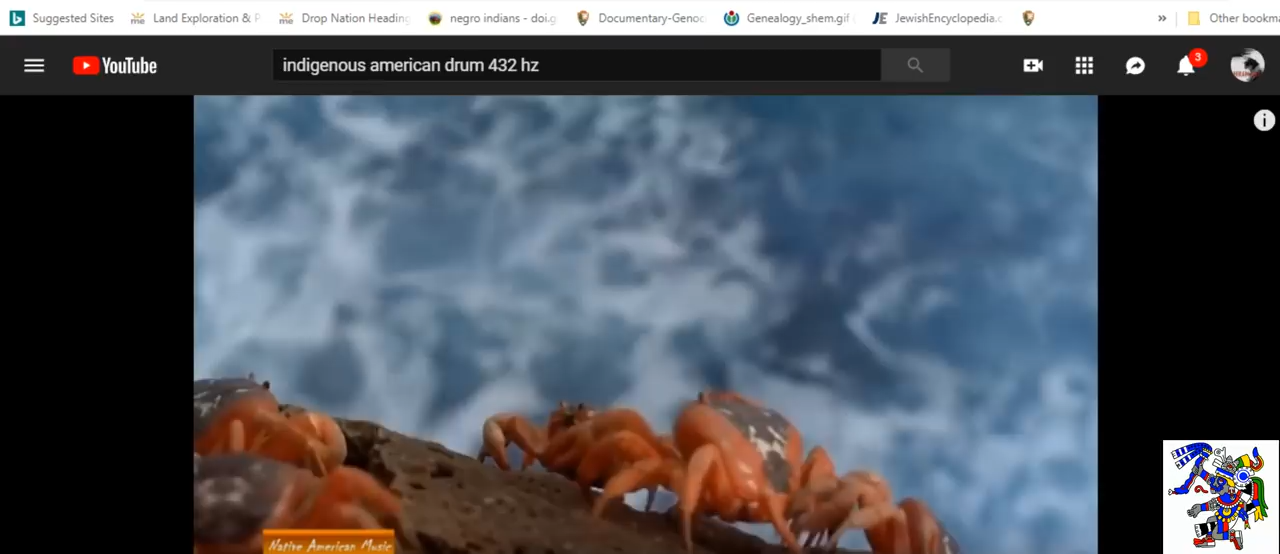 Suggested Sites Land Exploration & P Drop Nation Heading negro indians - doi.g Documentary-Genoc Genealogy_shem.gif ( JewishEncyclopedia.c » Other bookma
YouTube indigenous american drum 432 hz 3
Native American Music